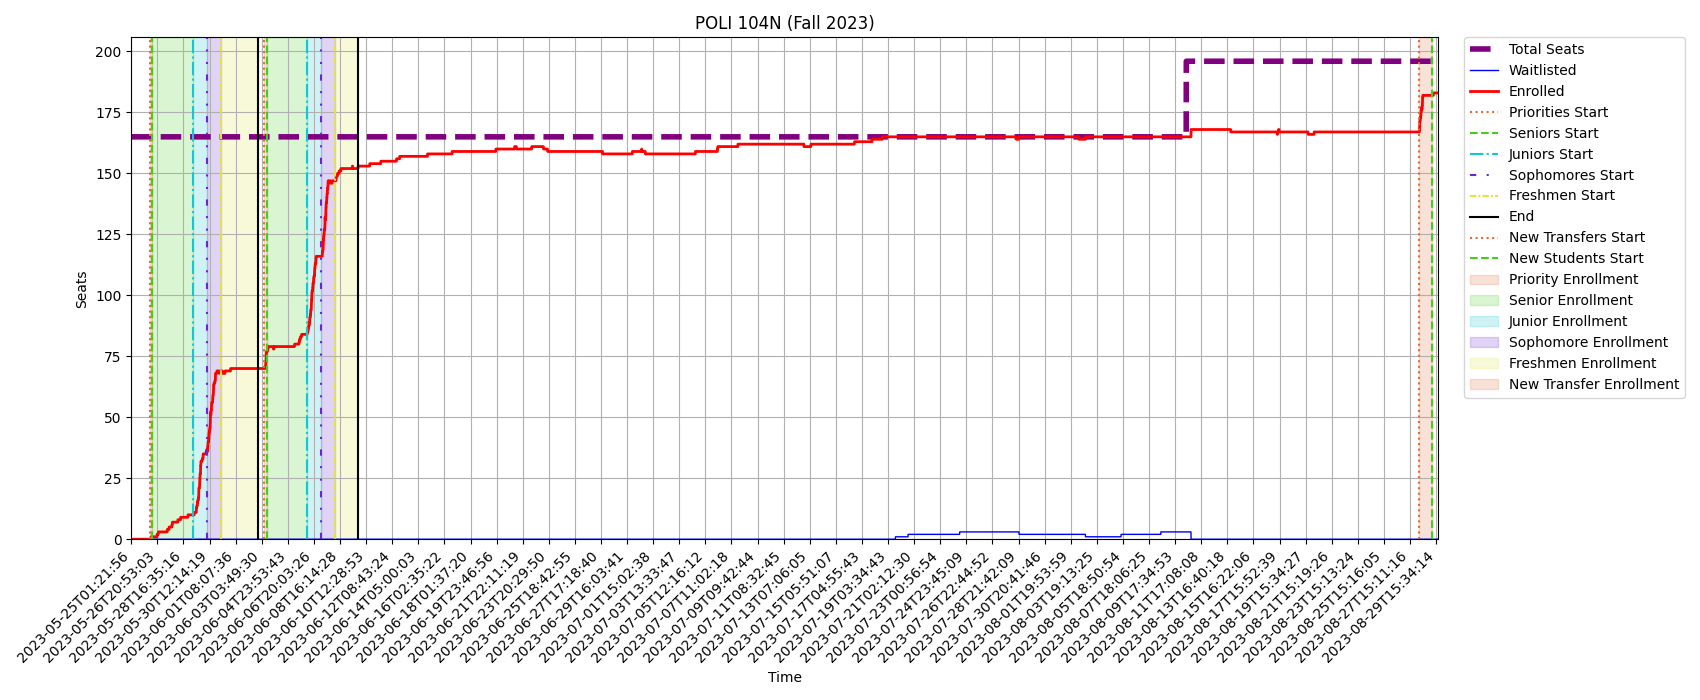 POLI 104N (Fall 2023)
Seats
200
175
150
125
100
75
50
25
0
2023-05-25T01:21:56
2023-05-26T20:53:03
2023-05-28T16:35:16
2023-05-30T12:14:19
2023-06-01T08:07:36
2023-06-03T03:49:30
2023-06-04T23:53:43
2023-06-06T20:03:26
2023-06-08T16:14:28
2023-06-10T12:28:53
2023-06-12T08:43:24
2023-06-14T05:00:03
2023-06-16T02:35:22
2023-06-18T01:37:20
2023-06-19T23:46:56
2023-06-21T22:11:19
2023-06-23T20:29:50
2023-06-25T18:42:55
2023-06-27T17:18:40
2023-06-29T16:03:41
2023-07-01T15:02:38
2023-07-03T13:33:47
2023-07-05T12:16:12
2023-07-07T11:02:18
2023-07-09T09:42:44
2023-07-11T08:32:45
2023-07-13T07:06:05
2023-07-15T05:51:07
2023-07-17T04:55:43
2023-07-19T03:34:43
2023-07-21T02:12:30
2023-07-23T00:56:54
2023-07-24T23:45:09
2023-07-26T22:44:52
2023-07-28T21:42:09
2023-07-30T20:41:46
2023-08-01T19:53:59
2023-08-03T19:13:25
2023-08-05T18:50:54
2023-08-07T18:06:25
2023-08-09T17:34:53
2023-08-11T17:08:08
2023-08-13T16:40:18
2023-08-15T16:22:06
2023-08-17T15:52:39
2023-08-19T15:34:27
2023-08-21T15:19:26
2023-08-23T15:13:24
2023-08-25T15:16:05
2023-08-27T15:11:16
2023-08-29T15:34:14
Time
Total Seats
Waitlisted
Enrolled
Priorities Start
Seniors Start
Juniors Start
Sophomores Start
Freshmen Start
End
New Transfers Start
New Students Start
Priority Enrollment
Senior Enrollment
Junior Enrollment
Sophomore Enrollment
Freshmen Enrollment
New Transfer Enrollment